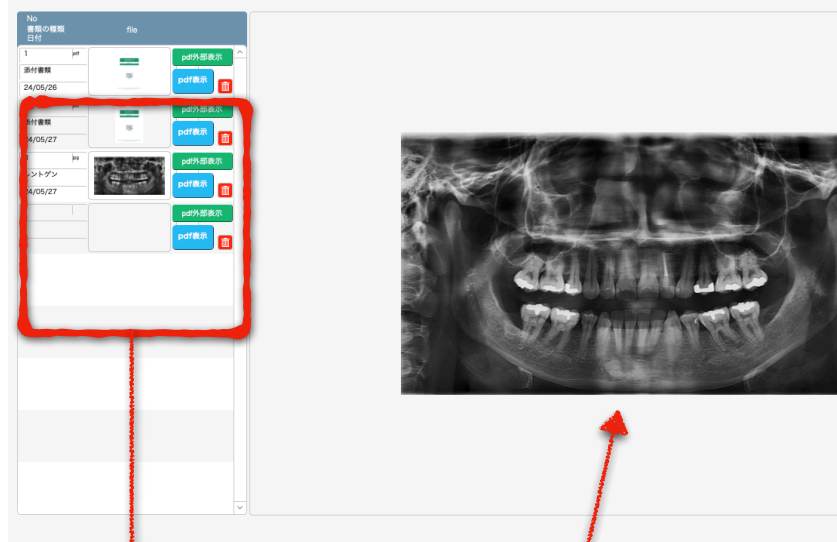 No
書類の種類
日付
file
1
pdf
添付書類
24/05/26
pdf外部表示
pdf表示
付書類
4/05/27
pdf外部表示
pdf表示
jpg
ントゲン
4/05/27
pdf外部表示
pdf表示
pdf外部表示
pdf表示